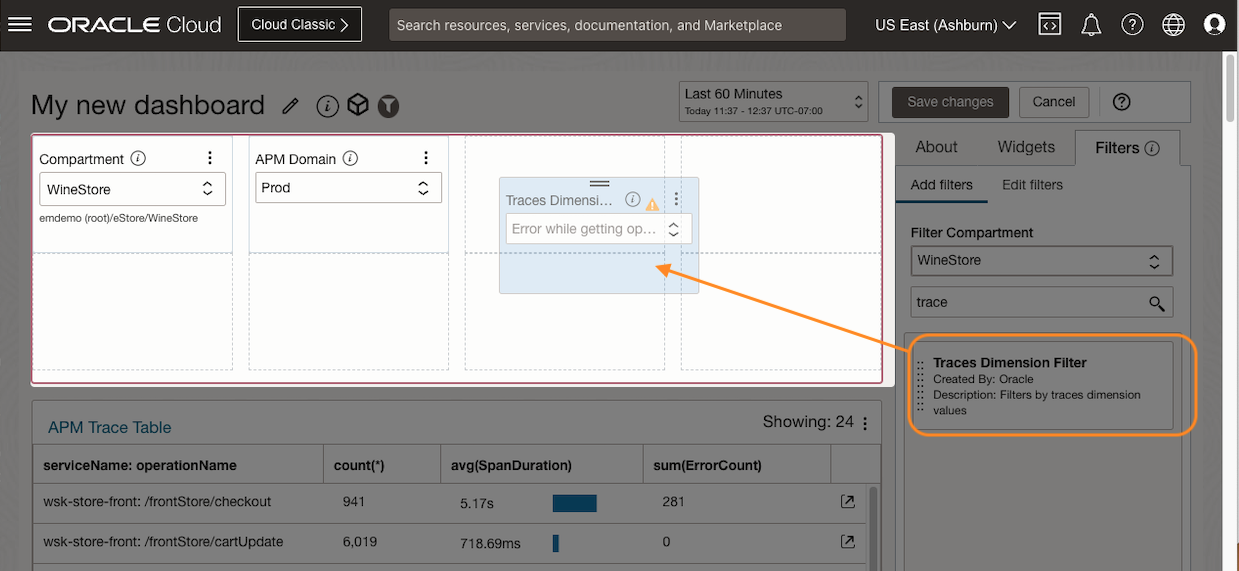 ORACLE Cloud
Cloud Classic
Search resources, services, documentation, and Marketplace
US East (Ashburn)
My new dashboard
Last 60 Minutes
Today 11:37 - 12:37 UTC-07:00
Save changes
Cancel
Compartment
WineStore
emdemo (root)/eStore/WineStore
APM Domain
Prod
Traces Dimensi...
Error while getting op...
About
Widgets
Filters
Add filters
Edit filters
Filter Compartment
WineStore
trace
Traces Dimension Filter
Created By: Oracle
Description: Filters by traces dimension
values
APM Trace Table
Showing: 24
serviceName: operationName
count(*)
avg(SpanDuration)
sum(ErrorCount)
wsk-store-front: /frontStore/checkout
941
5.17s
281
wsk-store-front: /frontStore/cartUpdate
6,019
718.69ms
0